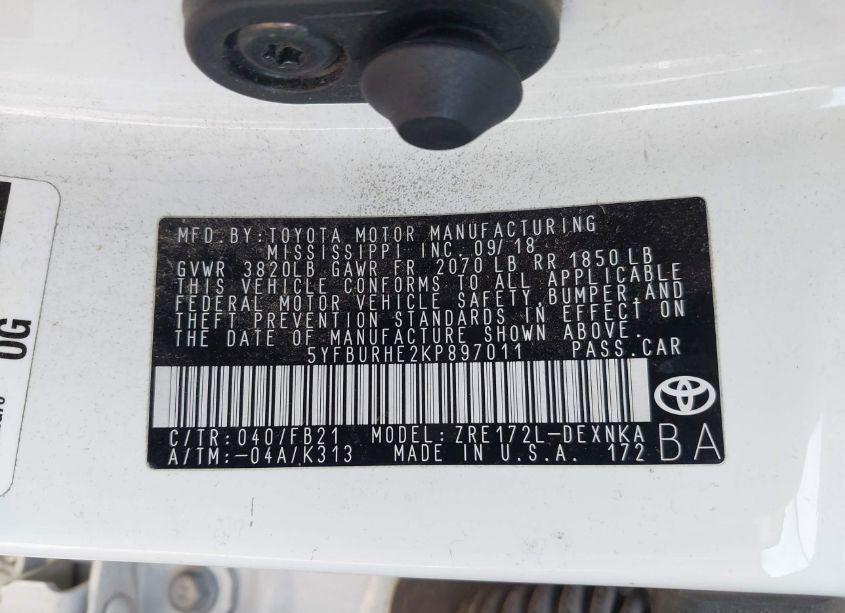 MFD.BY:TOYOTA MOTOR MANUFACTURING
MISSISSIPPI INC.09/18
GVWR 3820LB GAWR FR 2070 LB RR 1850 LB
THIS VEHICLE CONFORMS TO ALL APPLICABLE
FEDERAL MOTOR VEHICLE SAFETY,BUMPER,AND
THEFT PREVENTION STANDARDS IN EFFECT ON
THE DATE OF MANUFACTURE SHOWN ABOVE.
5YFBURHE2KP897011 PASS.CAR
C/TR:040/FB21 MODEL:ZRE172L-DEXNKA
A/TM:-04A/K313 MADE IN U.S.A. 172
BA
OG